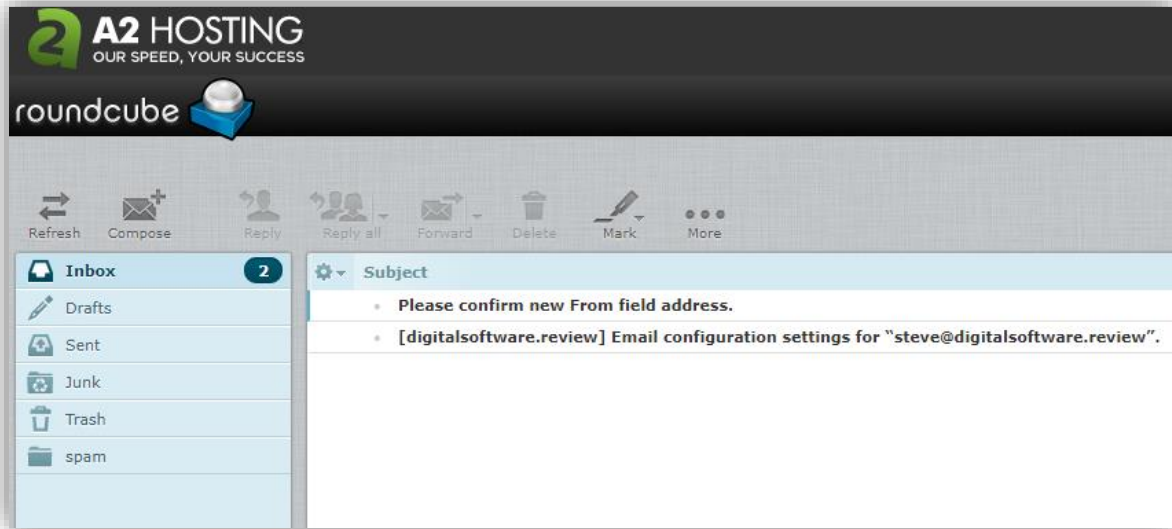 A2 HOSTING
OUR SPEED, YOUR SUCCESS
roundcube
Refresh Compose Reply Reply all Forward Delete Mark More
Inbox 2
Subject
Please confirm new From field address.
Drafts
[digitalsoftware.review] Email configuration settings for “steve@digitalsoftware.review”.
Sent
Junk
Trash
spam